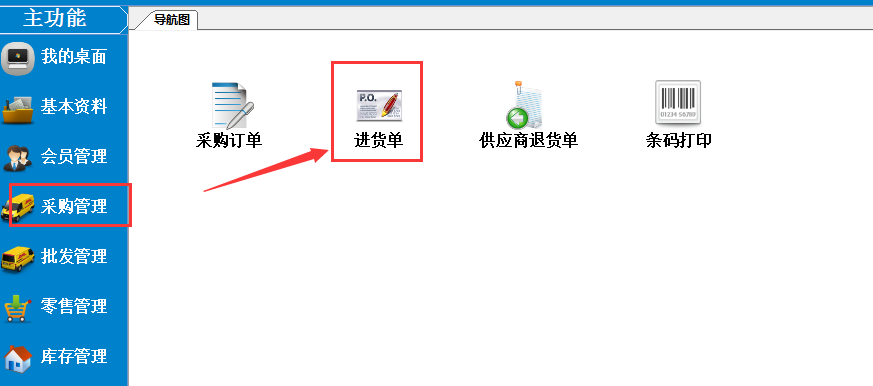 主功能
导航图
我的桌面
基本资料
会员管理
采购管理
批发管理
零售管理
库存管理
P.O.
采购订单
进货单
供应商退货单
01234 56789
条码打印